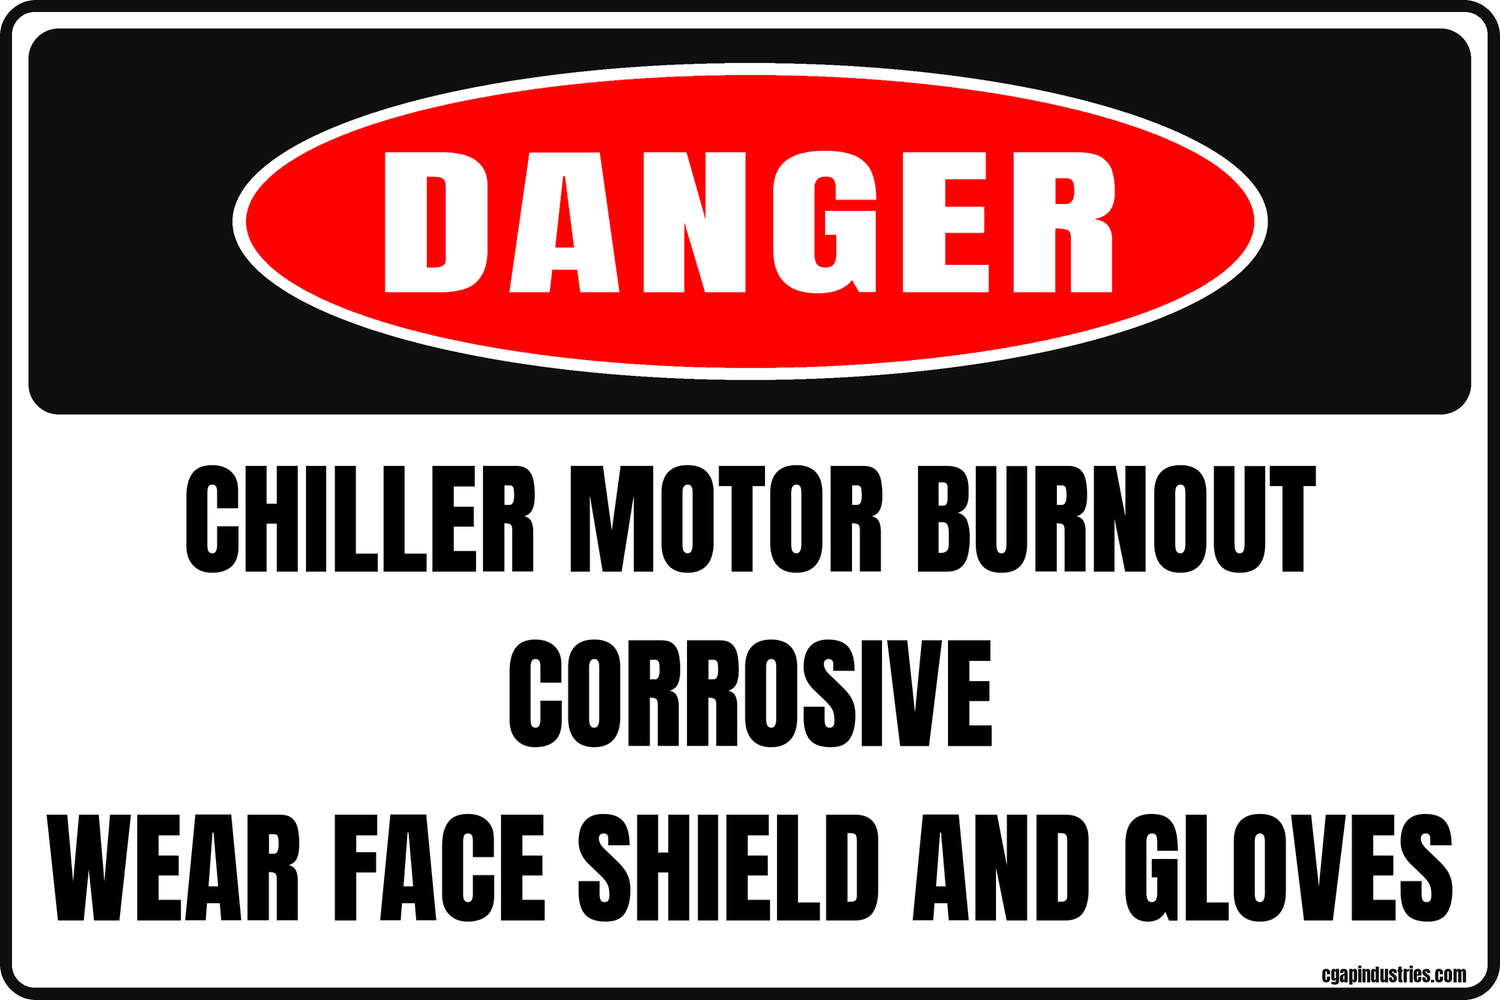 DANGER
CHILLER MOTOR BURNOUT
CORROSIVE
WEAR FACE SHIELD AND GLOVES
cgapindustries.com